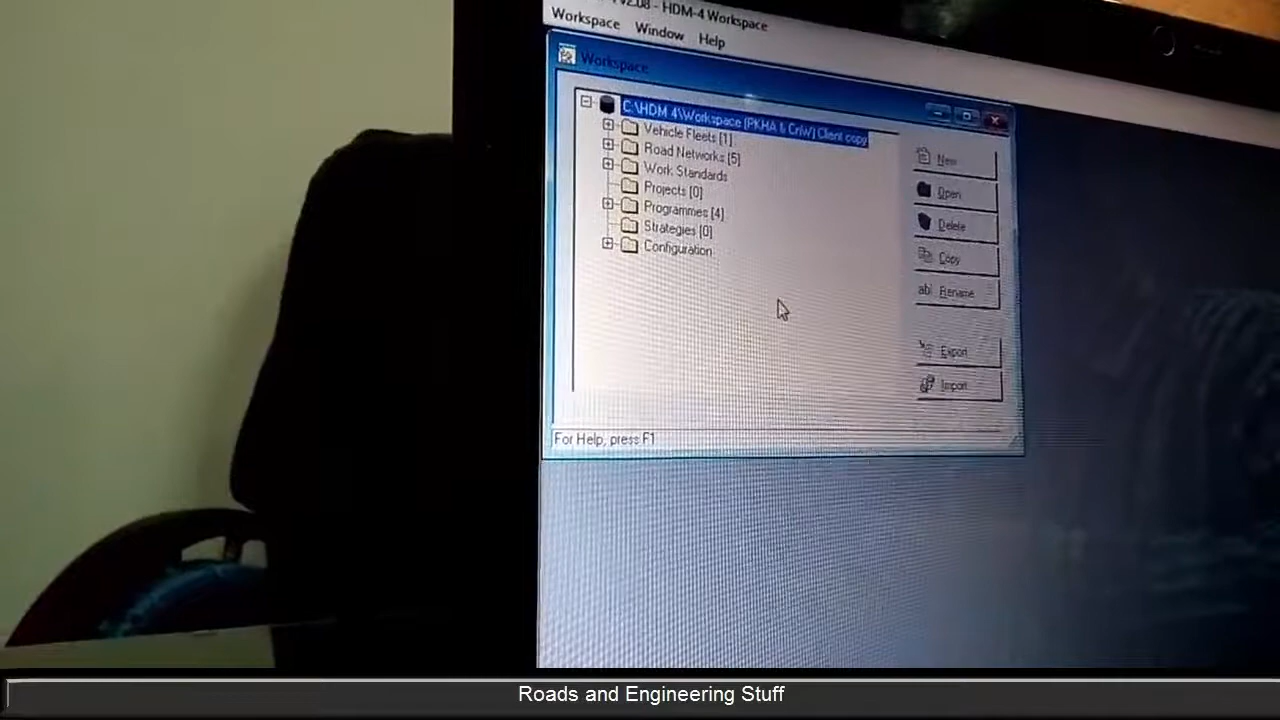 v2.08 - HDM-4 Workspace
Workspace Window Help
Workspace
C:\HDM 4\Workspace (PKHA & CnW) Client copy
Vehicle Fleets [1]
Road Networks [5]
Work Standards
Projects [0]
Programmes [4]
Strategies [0]
Configuration
New
Open
Delete
Copy
Rename
Export
Import
For Help, press F1
Roads and Engineering Stuff